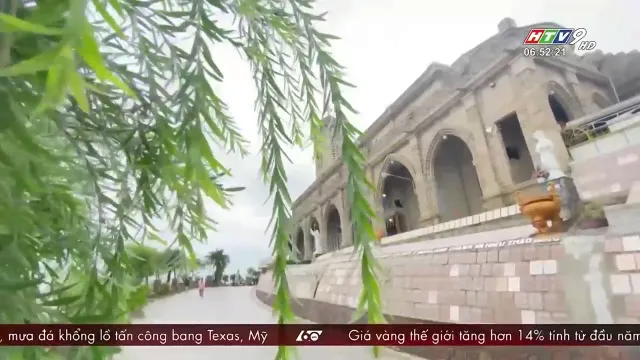 HTV9 HD
06:52:21
, mưa đá khổng lồ tấn công bang Texas, Mỹ
60
Giá vàng thế giới tăng hơn 14% tính từ đầu năm